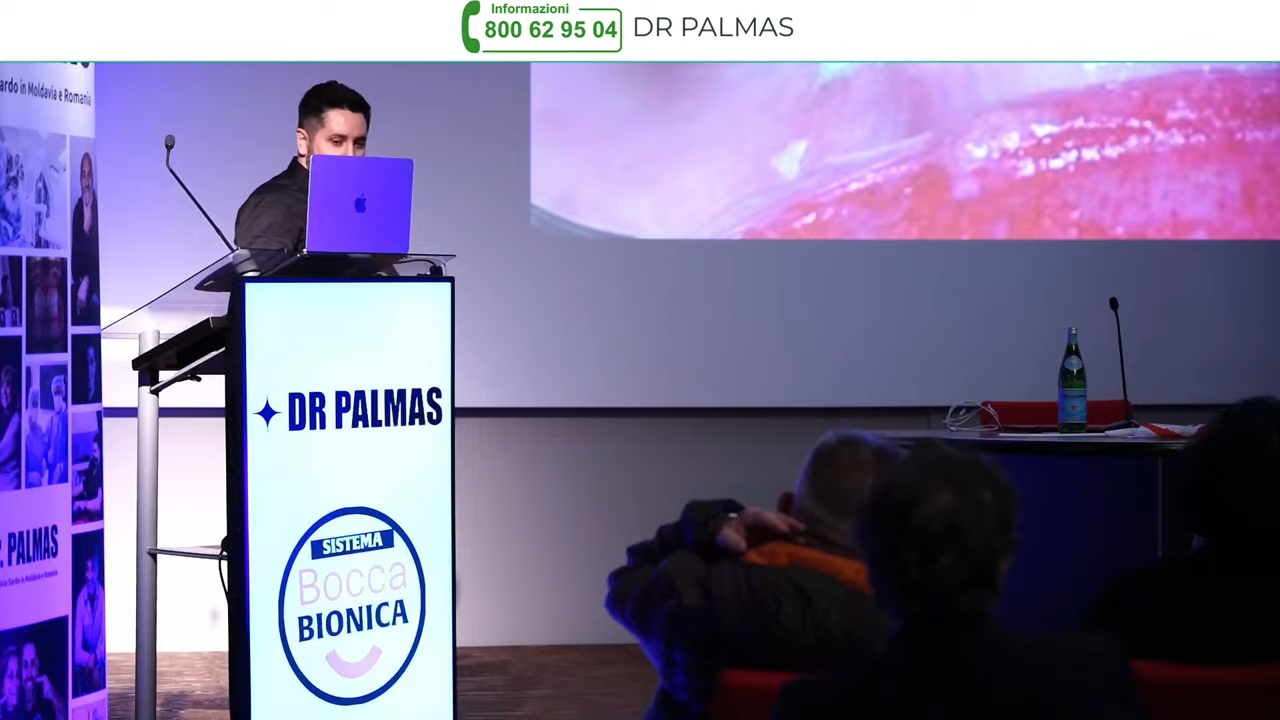 Informazioni
800 62 95 04
DR PALMAS
ardo in Moldavia e Romania
DR PALMAS
SISTEMA
Bocca
BIONICA
. PALMAS